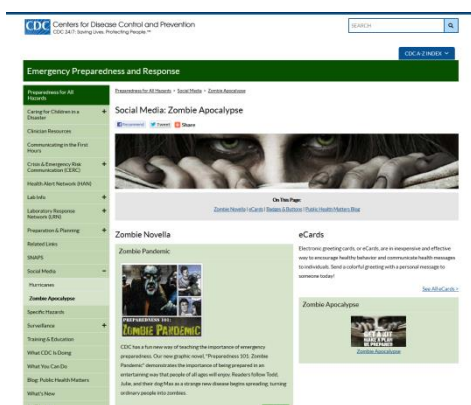 CDC Centers for Disease Control and Prevention
CDC 24/7: Saving Lives. Protecting People.™
SEARCH
CDC A-Z INDEX
Emergency Preparedness and Response
Preparedness for All
Hazards
Caring for Children in a
Disaster
Clinician Resources
Communicating in the First
Hours
Crisis & Emergency Risk
Communication (CERC)
Health Alert Network (HAN)
Lab Info
Laboratory Response
Network (LRN)
Preparation & Planning
Related Links
SNAPS
Social Media
Hurricanes
Zombie Apocalypse
Specific Hazards
Surveillance
Training & Education
What CDC Is Doing
What You Can Do
Blog: Public Health Matters
What's New
Preparedness for All Hazards > Social Media > Zombie Apocalypse
Social Media: Zombie Apocalypse
Recommend Tweet Share
On This Page:
Zombie Novella | eCards | Badges & Buttons | Public Health Matters Blog
Zombie Novella
Zombie Pandemic
PREPAREDNESS 101:
ZOMBIE PANDEMIC
CDC has a fun new way of teaching the importance of emergency
preparedness. Our new graphic novel, "Preparedness 101: Zombie
Pandemic" demonstrates the importance of being prepared in an
entertaining way that people of all ages will enjoy. Readers follow Todd,
Julie, and their dog Max as a strange new disease begins spreading, turning
ordinary people into zombies.
eCards
Electronic greeting cards, or eCards, are in inexpensive and effective
way to encourage healthy behavior and communicate health messages
to individuals. Send a colorful greeting with a personal message to
someone today!
See All eCards >
Zombie Apocalypse
GET A KIT
MAKE A PLAN
BE PREPARED
Zombie Apocalypse